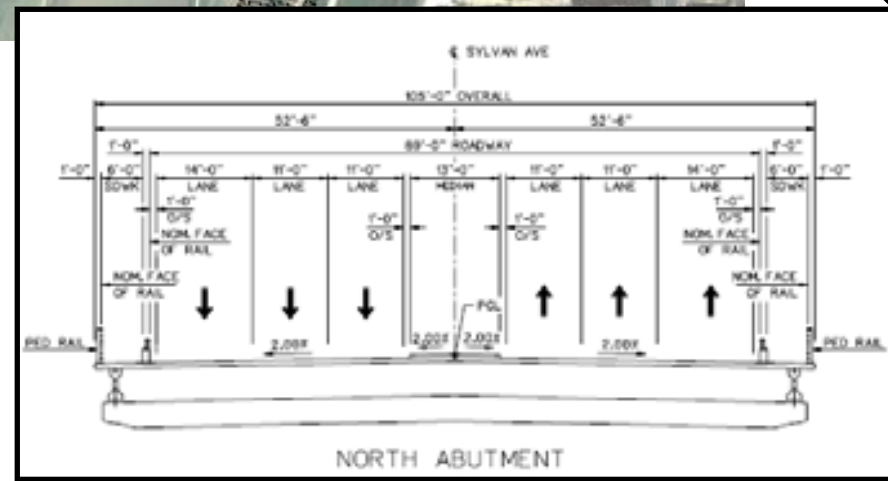 ℄ SYLVAN AVE
105'-0" OVERALL
52'-6" 52'-6"
1'-0" 89'-0" ROADWAY 1'-0"
1'-0" 6'-0" 14'-0" 11'-0" 11'-0" 13'-0" 11'-0" 11'-0" 14'-0" 6'-0" 1'-0"
SDWK LANE LANE LANE MEDIAN LANE LANE LANE SDWK
1'-0" 1'-0"
O/S O/S
1'-0" 1'-0"
O/S O/S
NOM. FACE NOM. FACE
OF RAIL OF RAIL
NOM. FACE NOM. FACE
OF RAIL OF RAIL
PGL
PED RAIL 2.00% 2.00% 2.00% 2.00% PED RAIL
NORTH ABUTMENT